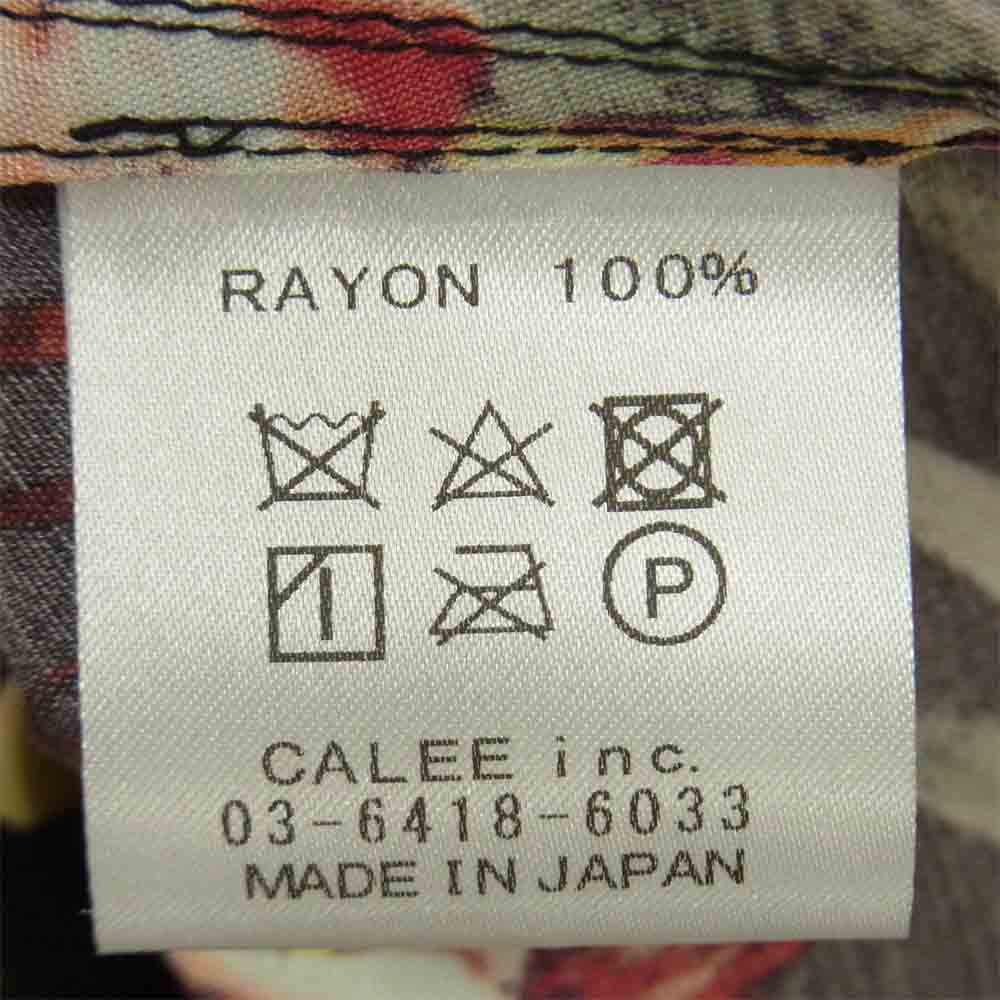 RAYON 100%
P
CALEE inc.
03-6418-6033
MADE IN JAPAN